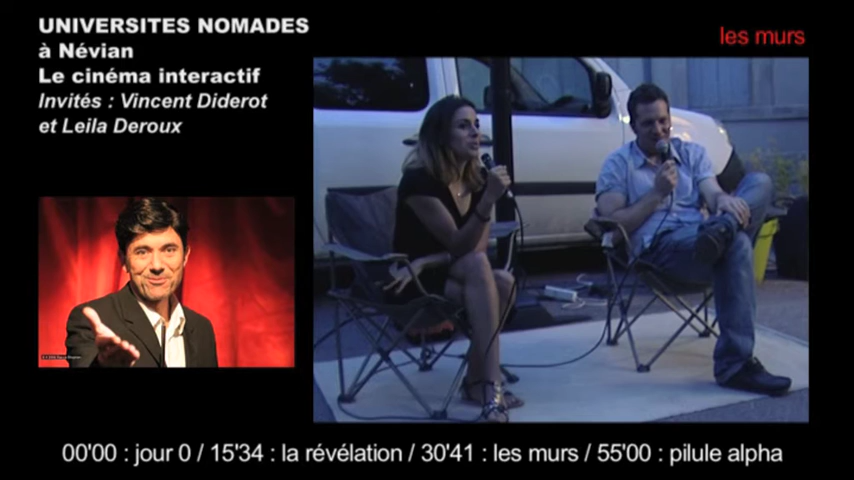 UNIVERSITES NOMADES
à Névian
Le cinéma interactif
Invités : Vincent Diderot
et Leila Deroux
les murs
00'00 : jour 0 / 15'34 : la révélation / 30'41 : les murs / 55'00 : pilule alpha